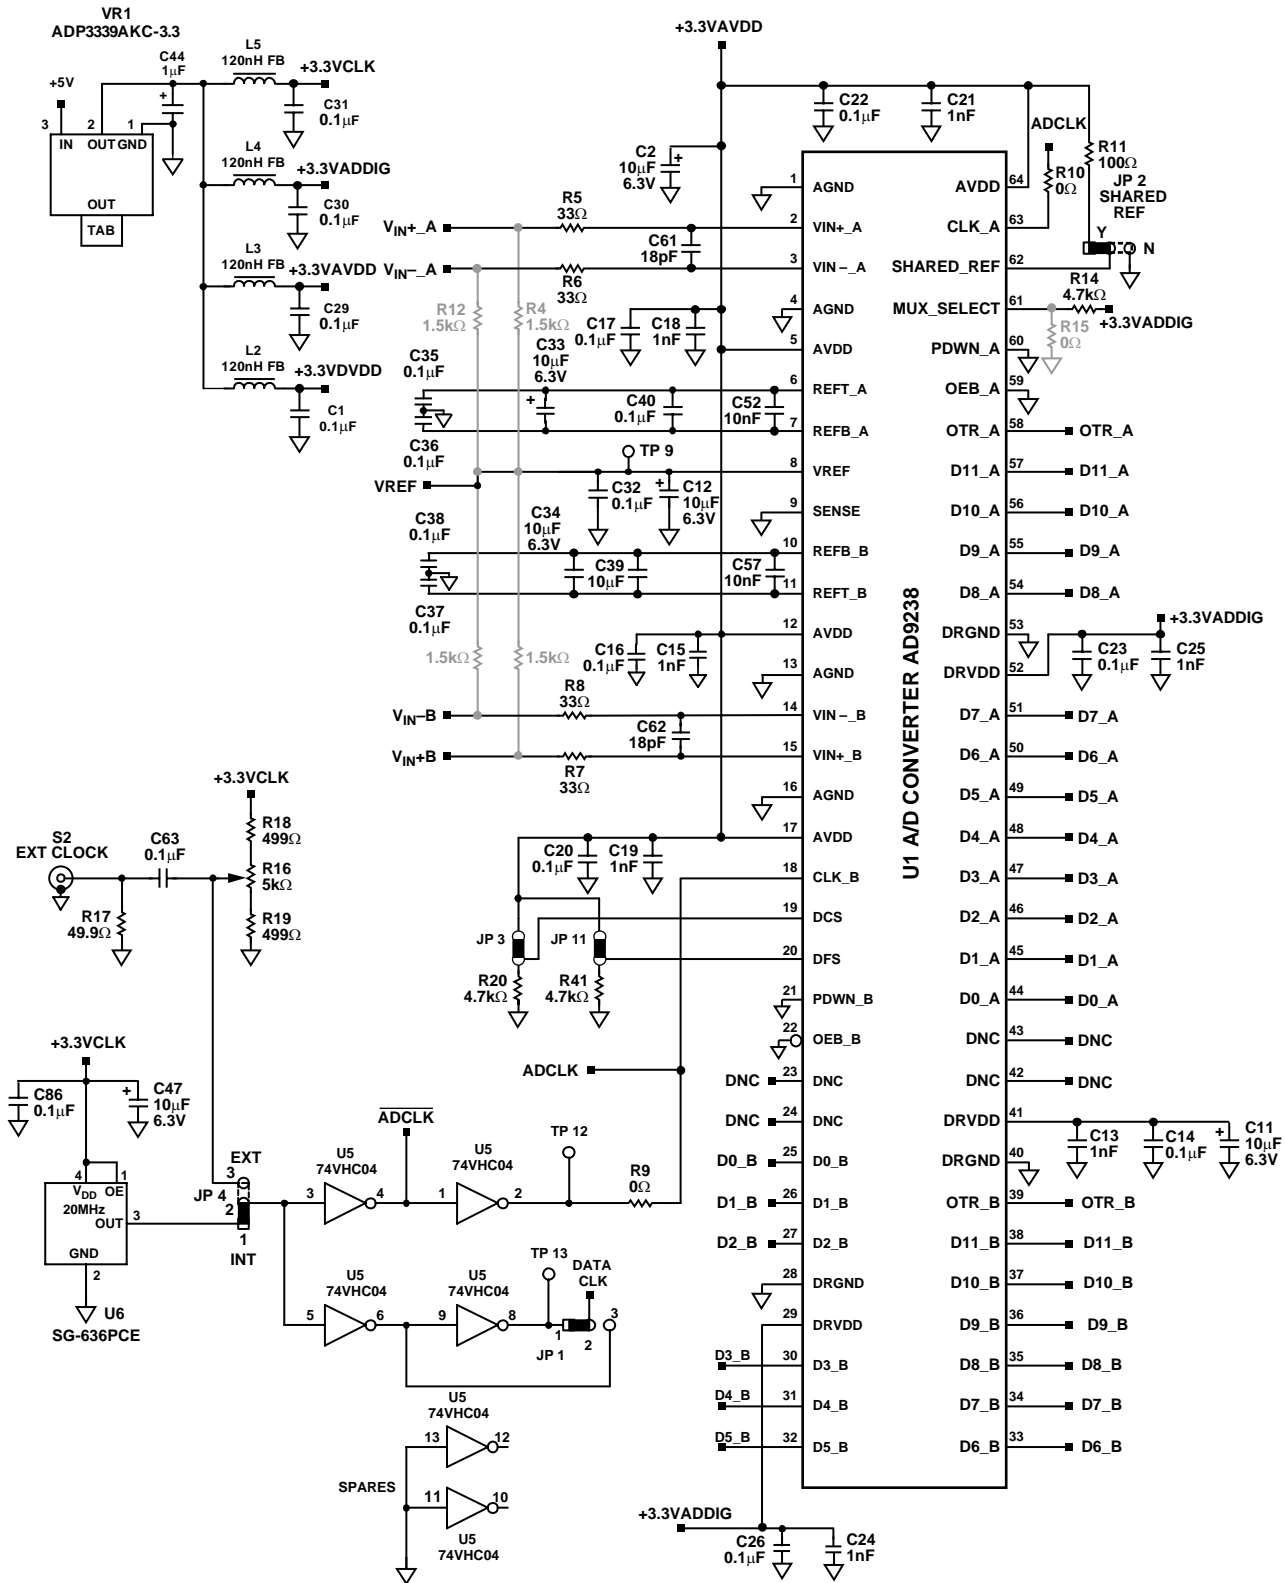 VR1
ADP3339AKC-3.3
+5V
C44
1µF
3
2
1
IN
OUT
GND
OUT
TAB
L5
120nH FB
+3.3VCLK
C31
0.1µF
L4
120nH FB
+3.3VADDIG
C30
0.1µF
L3
120nH FB
+3.3VAVDD
C29
0.1µF
L2
120nH FB
+3.3VDVDD
C1
0.1µF
+3.3VAVDD
C22
0.1µF
C21
1nF
C2
10µF
6.3V
+
ADCLK
R10
0Ω
R11
100Ω
JP 2
SHARED
REF
Y
N
R14
4.7kΩ
+3.3VADDIG
R15
0Ω
VIN+_A
R5
33Ω
C61
18pF
VIN–_A
R6
33Ω
R12
1.5kΩ
R4
1.5kΩ
C17
0.1µF
C18
1nF
C35
0.1µF
C33
10µF
6.3V
+
C40
0.1µF
C52
10nF
C36
0.1µF
TP 9
VREF
C32
0.1µF
+
C12
10µF
6.3V
C38
0.1µF
C34
10µF
6.3V
C39
10µF
C57
10nF
C37
0.1µF
1.5kΩ
1.5kΩ
C16
0.1µF
C15
1nF
VIN–B
R8
33Ω
C62
18pF
VIN+B
R7
33Ω
C20
0.1µF
C19
1nF
JP 3
JP 11
R20
4.7kΩ
R41
4.7kΩ
U1 A/D CONVERTER AD9238
1 AGND
2 VIN+_A
3 VIN–_A
4 AGND
5 AVDD
6 REFT_A
7 REFB_A
8 VREF
9 SENSE
10 REFB_B
11 REFT_B
12 AVDD
13 AGND
14 VIN–_B
15 VIN+_B
16 AGND
17 AVDD
18 CLK_B
19 DCS
20 DFS
21 PDWN_B
22 OEB_B
DNC 23 DNC
DNC 24 DNC
D0_B 25 D0_B
D1_B 26 D1_B
D2_B 27 D2_B
28 DRGND
29 DRVDD
D3_B 30 D3_B
D4_B 31 D4_B
D5_B 32 D5_B
AVDD 64
CLK_A 63
SHARED_REF 62
MUX_SELECT 61
PDWN_A 60
OEB_A 59
OTR_A 58 OTR_A
D11_A 57 D11_A
D10_A 56 D10_A
D9_A 55 D9_A
D8_A 54 D8_A
DRGND 53
DRVDD 52
D7_A 51 D7_A
D6_A 50 D6_A
D5_A 49 D5_A
D4_A 48 D4_A
D3_A 47 D3_A
D2_A 46 D2_A
D1_A 45 D1_A
D0_A 44 D0_A
DNC 43 DNC
DNC 42 DNC
DRVDD 41
DRGND 40
OTR_B 39 OTR_B
D11_B 38 D11_B
D10_B 37 D10_B
D9_B 36 D9_B
D8_B 35 D8_B
D7_B 34 D7_B
D6_B 33 D6_B
+3.3VADDIG
C23
0.1µF
C25
1nF
C13
1nF
C14
0.1µF
+
C11
10µF
6.3V
+3.3VADDIG
C26
0.1µF
C24
1nF
+3.3VCLK
R18
499Ω
R16
5kΩ
R19
499Ω
S2
EXT CLOCK
C63
0.1µF
R17
49.9Ω
+3.3VCLK
C86
0.1µF
+
C47
10µF
6.3V
4
1
VDD
OE
20MHz
OUT
3
GND
2
U6
SG-636PCE
EXT
3
JP 4
2
1
INT
ADCLK
ADCLK
U5
74VHC04
3
4
U5
74VHC04
1
2
TP 12
R9
0Ω
U5
74VHC04
5
6
U5
74VHC04
9
8
TP 13
DATA
CLK
1
2
3
JP 1
U5
74VHC04
13
12
SPARES
11
10
U5
74VHC04